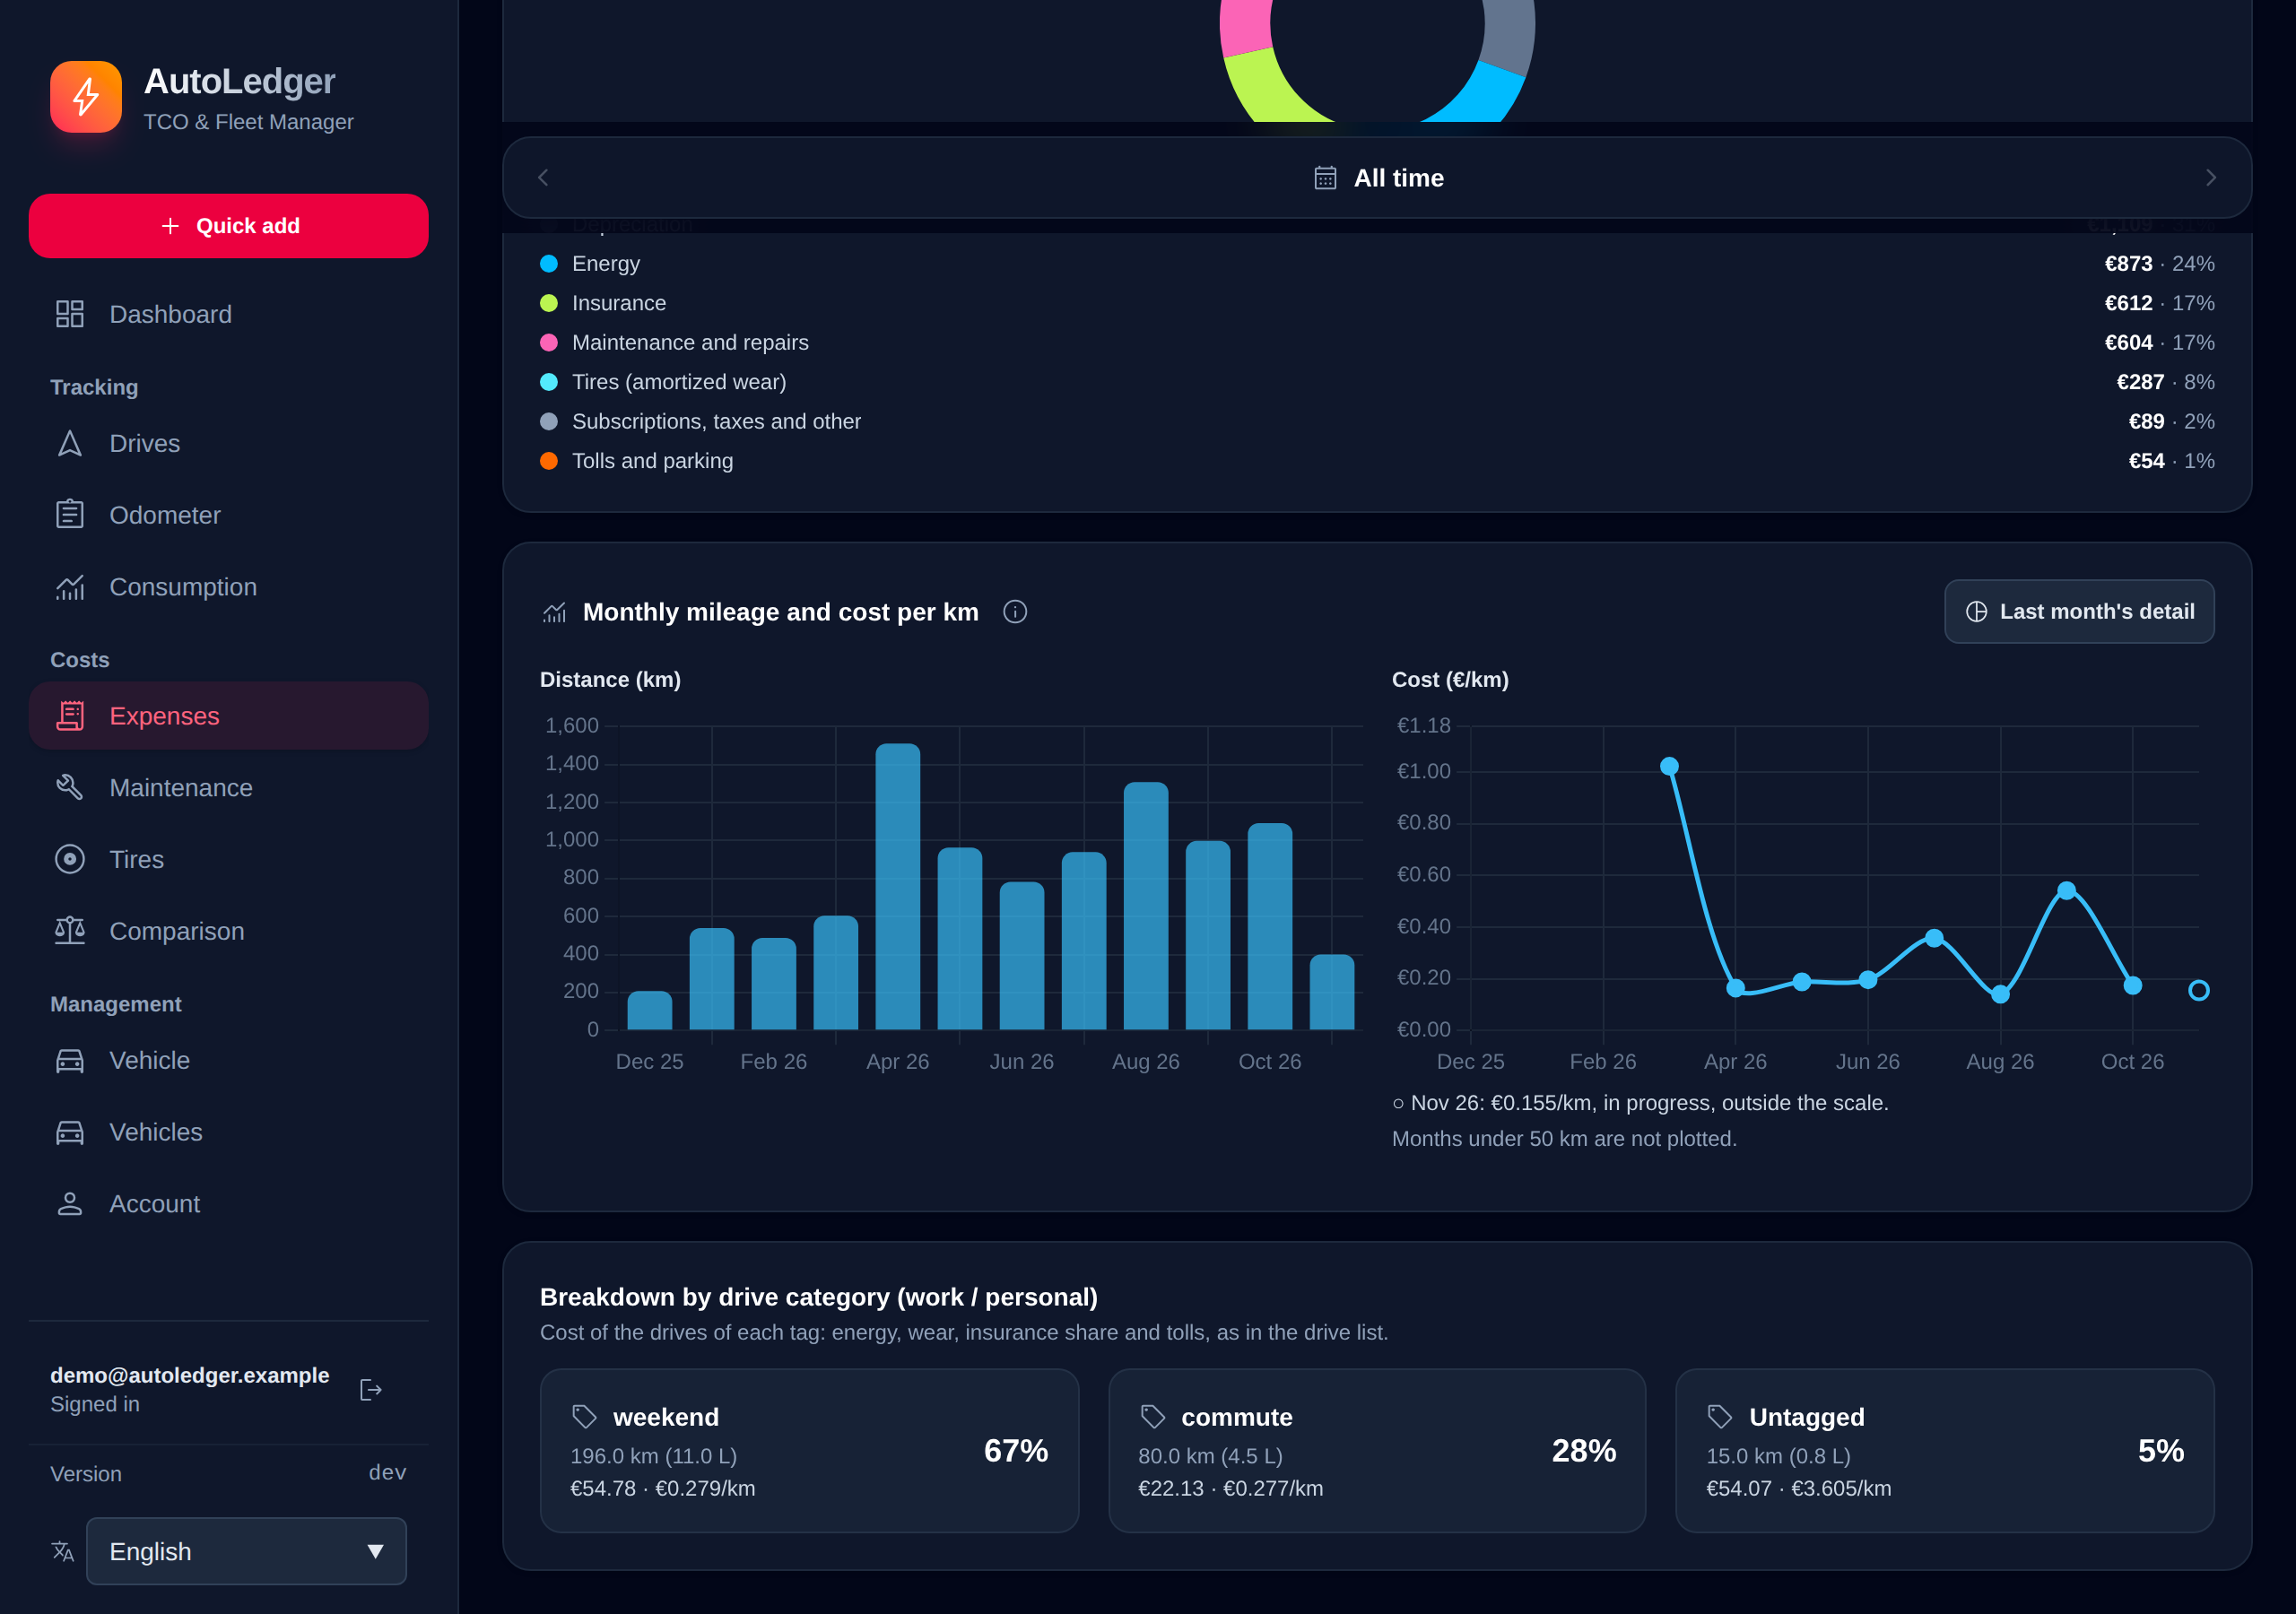 AutoLedger
TCO & Fleet Manager
Quick add
Dashboard
Tracking
Drives
Odometer
Consumption
Costs
Expenses
Maintenance
Tires
Comparison
Management
Vehicle
Vehicles
Account
demo@autoledger.example
Signed in
Version dev
English
All time
Depreciation €1,109 · 31%
Energy €873 · 24%
Insurance €612 · 17%
Maintenance and repairs €604 · 17%
Tires (amortized wear) €287 · 8%
Subscriptions, taxes and other €89 · 2%
Tolls and parking €54 · 1%
Monthly mileage and cost per km
Last month's detail
Distance (km)
1,600
1,400
1,200
1,000
800
600
400
200
0
Dec 25 Feb 26 Apr 26 Jun 26 Aug 26 Oct 26
Cost (€/km)
€1.18
€1.00
€0.80
€0.60
€0.40
€0.20
€0.00
Dec 25 Feb 26 Apr 26 Jun 26 Aug 26 Oct 26
○ Nov 26: €0.155/km, in progress, outside the scale.
Months under 50 km are not plotted.
Breakdown by drive category (work / personal)
Cost of the drives of each tag: energy, wear, insurance share and tolls, as in the drive list.
weekend
196.0 km (11.0 L)
€54.78 · €0.279/km
67%
commute
80.0 km (4.5 L)
€22.13 · €0.277/km
28%
Untagged
15.0 km (0.8 L)
€54.07 · €3.605/km
5%